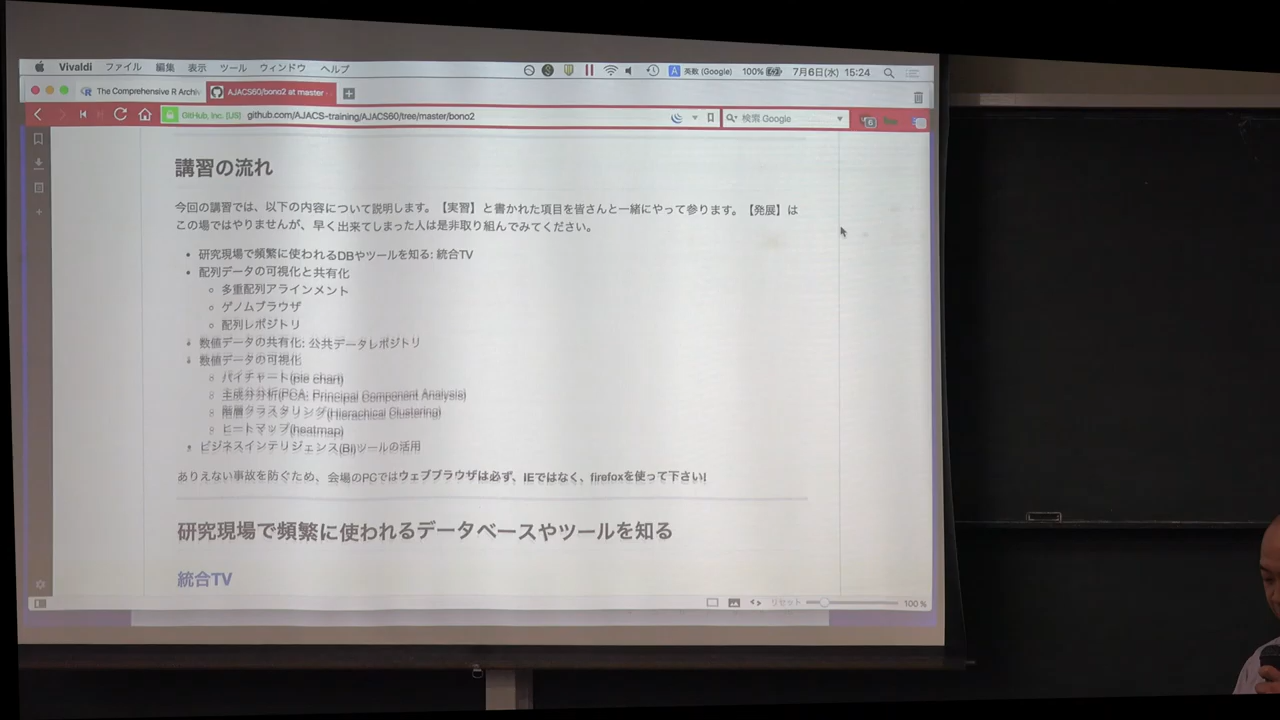 Vivaldi ファイル 編集 表示 ツール ウィンドウ ヘルプ 英数 (Google) 100% 7月6日(水) 15:24
The Comprehensive R Archiv AJACS60/bono2 at master
GitHub, Inc. [US] github.com/AJACS-training/AJACS60/tree/master/bono2 検索 Google
講習の流れ
今回の講習では、以下の内容について説明します。【実習】と書かれた項目を皆さんと一緒にやって参ります。【発展】は
この場ではやりませんが、早く出来てしまった人は是非取り組んでみてください。
研究現場で頻繁に使われるDBやツールを知る: 統合TV
配列データの可視化と共有化
多重配列アラインメント
ゲノムブラウザ
配列レポジトリ
数値データの共有化: 公共データレポジトリ
数値データの可視化
パイチャート(pie chart)
主成分分析(PCA: Principal Component Analysis)
階層クラスタリング(Hierachical Clustering)
ヒートマップ(heatmap)
ビジネスインテリジェンス(BI)ツールの活用
ありえない事故を防ぐため、会場のPCではウェブブラウザは必ず、IEではなく、firefoxを使って下さい!
研究現場で頻繁に使われるデータベースやツールを知る
統合TV
リセット 100 %